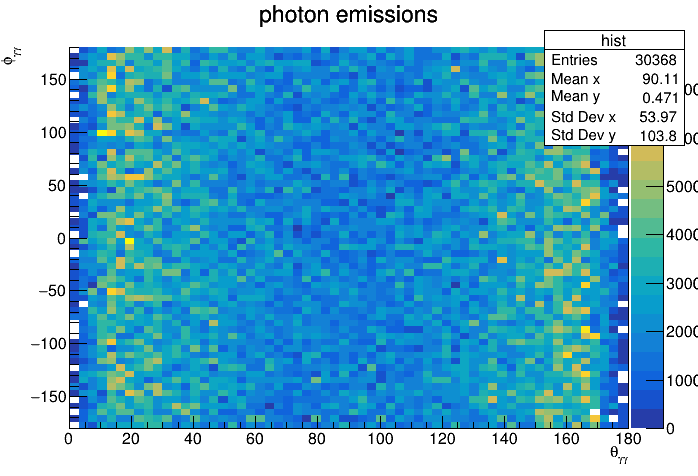 photon emissions
hist
Entries 30368
Mean x 90.11
Mean y 0.471
Std Dev x 53.97
Std Dev y 103.8
ϕγγ
150
100
50
0
−50
−100
−150
0 20 40 60 80 100 120 140 160 180
θγγ
5000
4000
3000
2000
1000
0